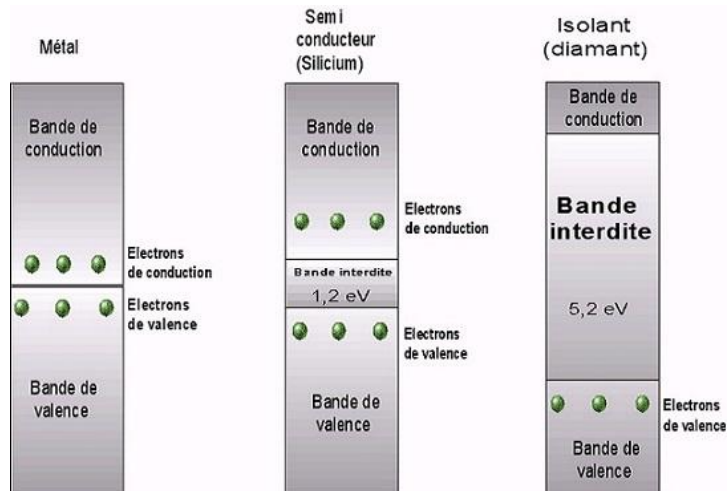 Métal
Bande de
conduction
Electrons
de conduction
Electrons
de valence
Bande de
valence
Semi
conducteur
(Silicium)
Bande de
conduction
Electrons
de conduction
Bande interdite
1,2 eV
Electrons
de valence
Bande de
valence
Isolant
(diamant)
Bande de
conduction
Bande
interdite
5,2 eV
Electrons
de valence
Bande de
valence